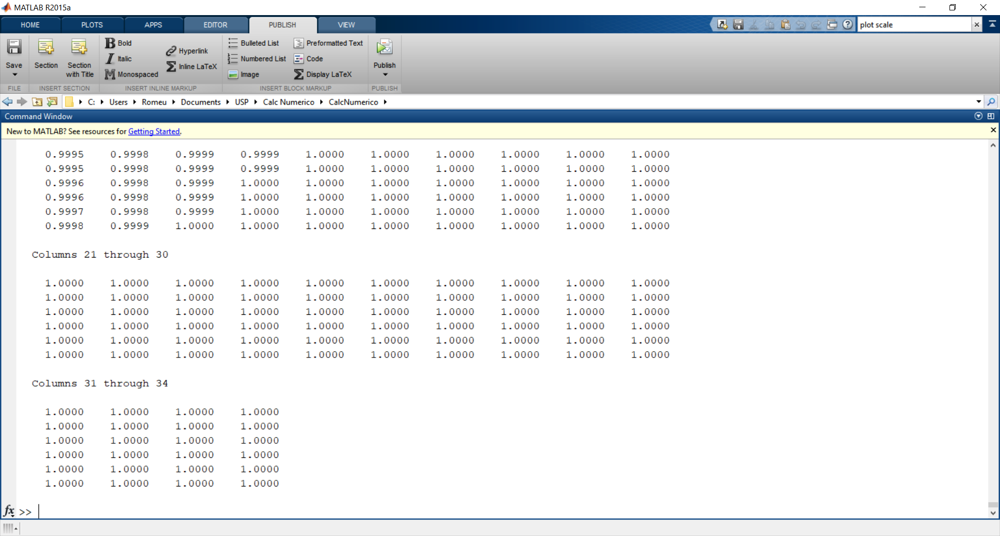 MATLAB R2015a
HOME PLOTS APPS EDITOR PUBLISH VIEW plot scale
Save
Section
Section with Title
Bold
Italic
Monospaced
Hyperlink
Inline LaTeX
Bulleted List
Numbered List
Image
Preformatted Text
Code
Display LaTeX
Publish
FILE INSERT SECTION INSERT INLINE MARKUP INSERT BLOCK MARKUP PUBLISH
C: Users Romeu Documents USP Calc Numerico CalcNumerico
Command Window
New to MATLAB? See resources for Getting Started.
0.9995 0.9998 0.9999 0.9999 1.0000 1.0000 1.0000 1.0000 1.0000 1.0000
0.9995 0.9998 0.9999 0.9999 1.0000 1.0000 1.0000 1.0000 1.0000 1.0000
0.9996 0.9998 0.9999 1.0000 1.0000 1.0000 1.0000 1.0000 1.0000 1.0000
0.9996 0.9998 0.9999 1.0000 1.0000 1.0000 1.0000 1.0000 1.0000 1.0000
0.9997 0.9998 0.9999 1.0000 1.0000 1.0000 1.0000 1.0000 1.0000 1.0000
0.9998 0.9999 1.0000 1.0000 1.0000 1.0000 1.0000 1.0000 1.0000 1.0000
Columns 21 through 30
1.0000 1.0000 1.0000 1.0000 1.0000 1.0000 1.0000 1.0000 1.0000 1.0000
1.0000 1.0000 1.0000 1.0000 1.0000 1.0000 1.0000 1.0000 1.0000 1.0000
1.0000 1.0000 1.0000 1.0000 1.0000 1.0000 1.0000 1.0000 1.0000 1.0000
1.0000 1.0000 1.0000 1.0000 1.0000 1.0000 1.0000 1.0000 1.0000 1.0000
1.0000 1.0000 1.0000 1.0000 1.0000 1.0000 1.0000 1.0000 1.0000 1.0000
1.0000 1.0000 1.0000 1.0000 1.0000 1.0000 1.0000 1.0000 1.0000 1.0000
Columns 31 through 34
1.0000 1.0000 1.0000 1.0000
1.0000 1.0000 1.0000 1.0000
1.0000 1.0000 1.0000 1.0000
1.0000 1.0000 1.0000 1.0000
1.0000 1.0000 1.0000 1.0000
1.0000 1.0000 1.0000 1.0000
fx >>